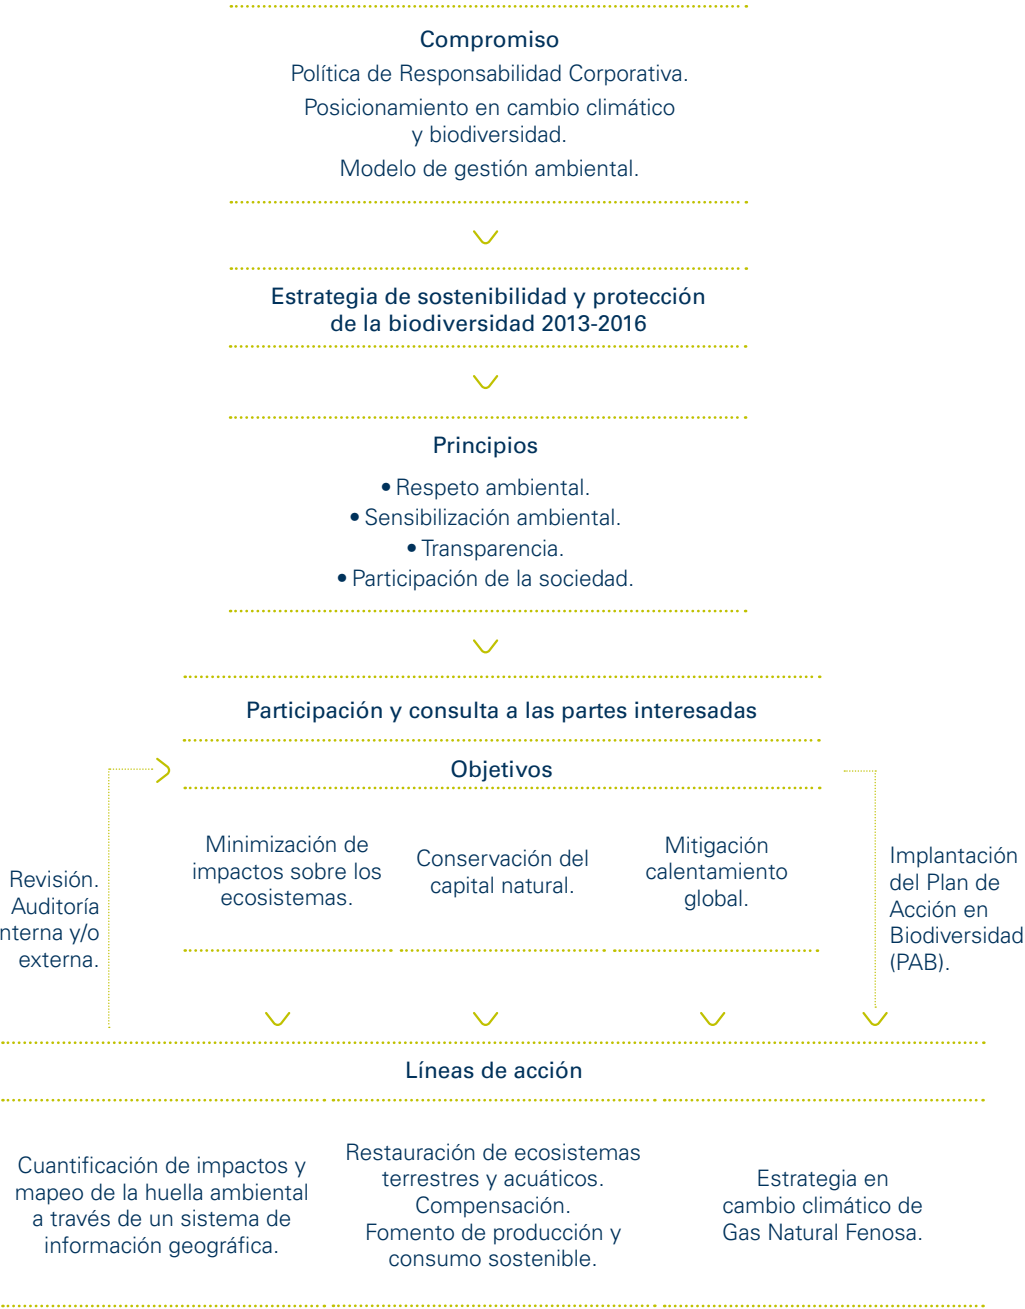 Compromiso
Política de Responsabilidad Corporativa.
Posicionamiento en cambio climático
y biodiversidad.
Modelo de gestión ambiental.
Estrategia de sostenibilidad y protección
de la biodiversidad 2013-2016
Principios
• Respeto ambiental.
• Sensibilización ambiental.
• Transparencia.
• Participación de la sociedad.
Participación y consulta a las partes interesadas
Objetivos
Minimización de
impactos sobre los
ecosistemas.
Conservación del
capital natural.
Mitigación
calentamiento
global.
Revisión.
Auditoría
nterna y/o
externa.
Implantación
del Plan de
Acción en
Biodiversidad
(PAB).
Líneas de acción
Cuantificación de impactos y
mapeo de la huella ambiental
a través de un sistema de
información geográfica.
Restauración de ecosistemas
terrestres y acuáticos.
Compensación.
Fomento de producción y
consumo sostenible.
Estrategia en
cambio climático de
Gas Natural Fenosa.